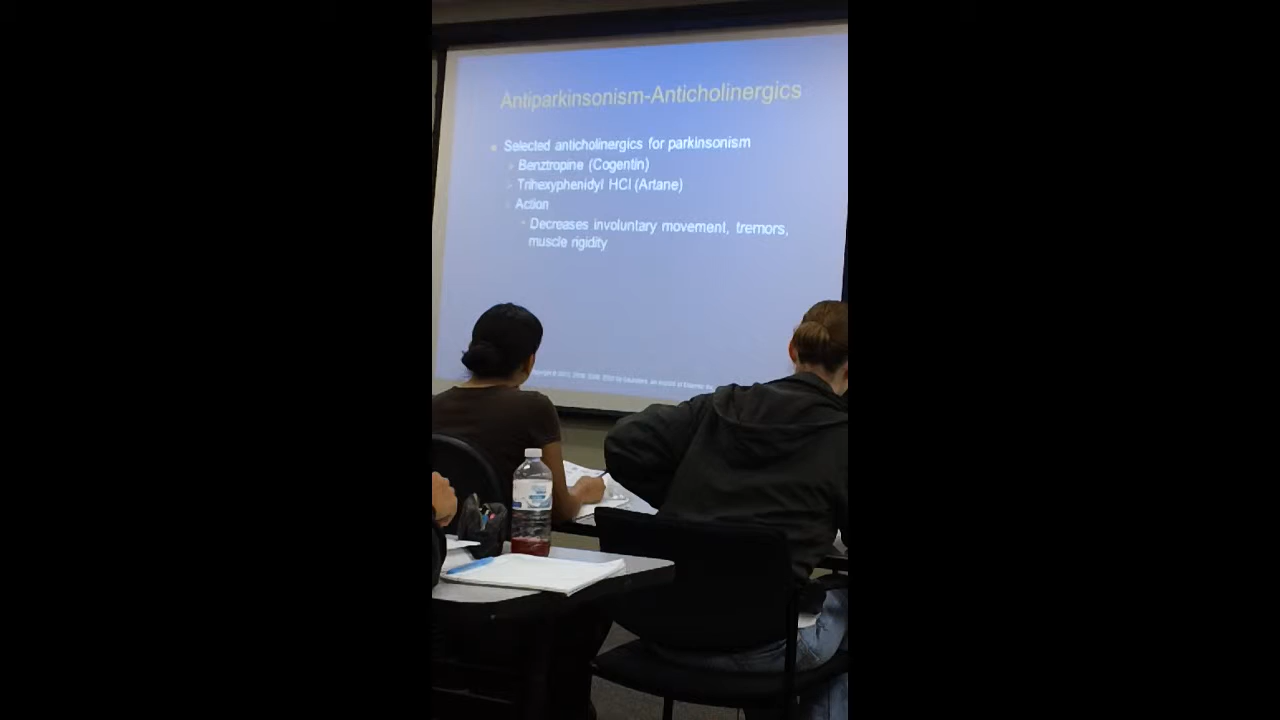 Antiparkinsonism-Anticholinergics
Selected anticholinergics for parkinsonism
Benztropine (Cogentin)
Trihexyphenidyl HCl (Artane)
Action
Decreases involuntary movement, tremors,
muscle rigidity